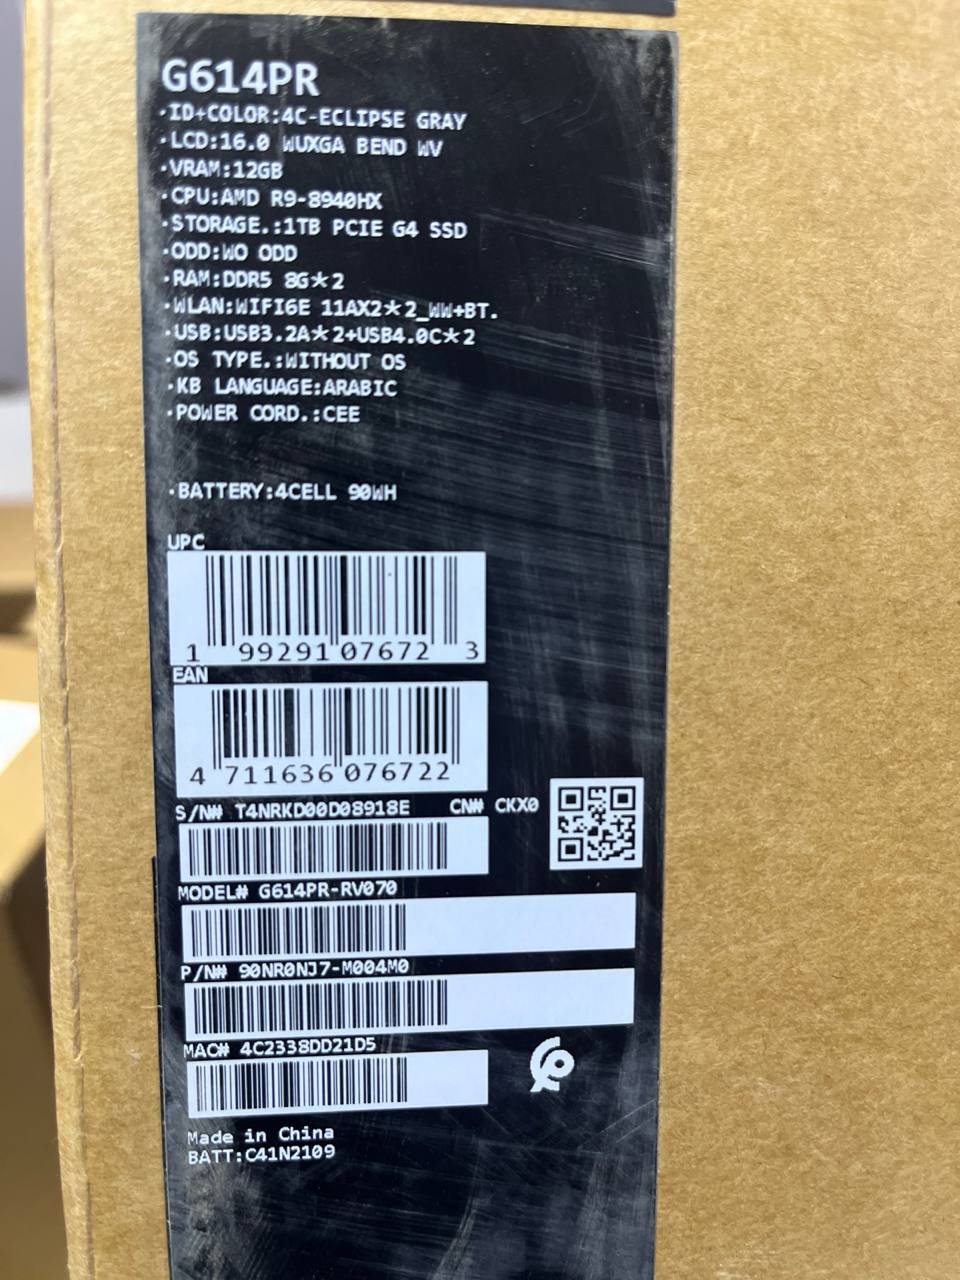 G614PR
·ID+COLOR:4C-ECLIPSE GRAY
·LCD:16.0 WUXGA BEND WV
·VRAM:12GB
·CPU:AMD R9-8940HX
·STORAGE.:1TB PCIE G4 SSD
·ODD:WO ODD
·RAM:DDR5 8G*2
·WLAN:WIFI6E 11AX2*2_WW+BT.
·USB:USB3.2A*2+USB4.0C*2
·OS TYPE.:WITHOUT OS
·KB LANGUAGE:ARABIC
·POWER CORD.:CEE
·BATTERY:4CELL 90WH
UPC
1 99291 07672 3
EAN
4 711636 076722
S/N# T4NRKD00D08918E CN# CKX0
MODEL# G614PR-RV070
P/N# 90NR0NJ7-M004M0
MAC# 4C2338DD21D5
Made in China
BATT:C41N2109